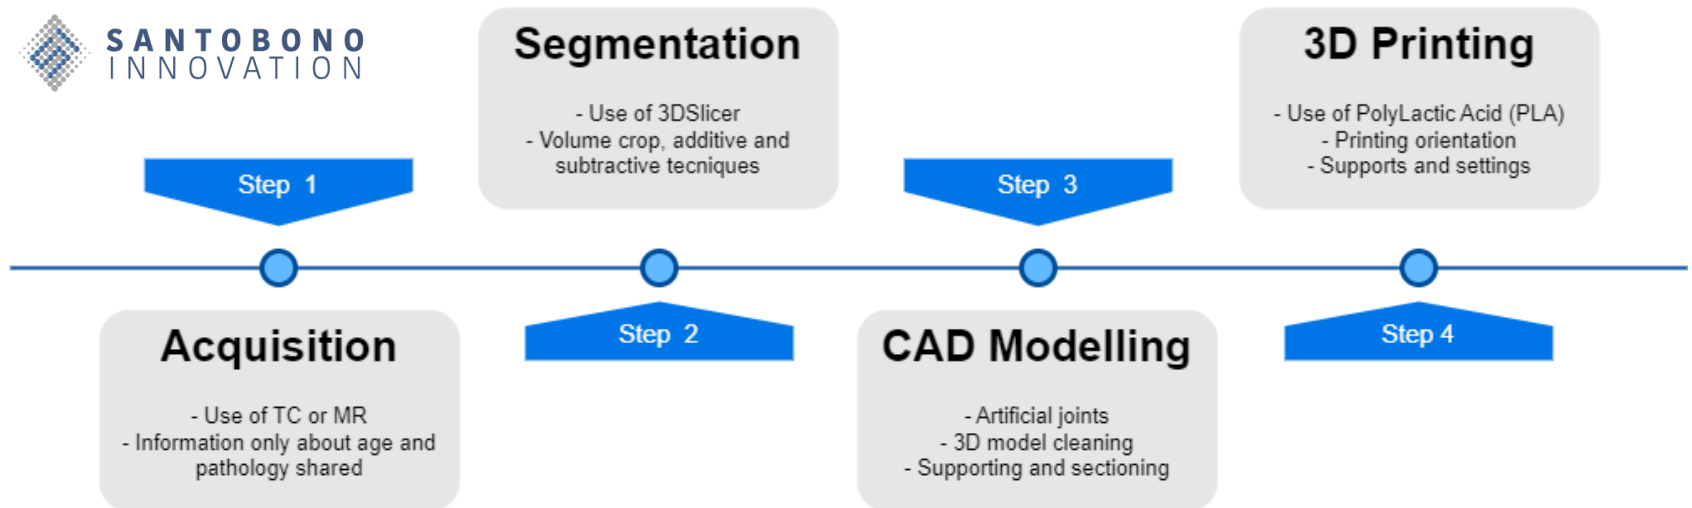 SANTOBONO
INNOVATION
Step 1
Acquisition
- Use of TC or MR
- Information only about age and
pathology shared
Segmentation
- Use of 3DSlicer
- Volume crop, additive and
subtractive tecniques
Step 2
Step 3
CAD Modelling
- Artificial joints
- 3D model cleaning
- Supporting and sectioning
3D Printing
- Use of PolyLactic Acid (PLA)
- Printing orientation
- Supports and settings
Step 4